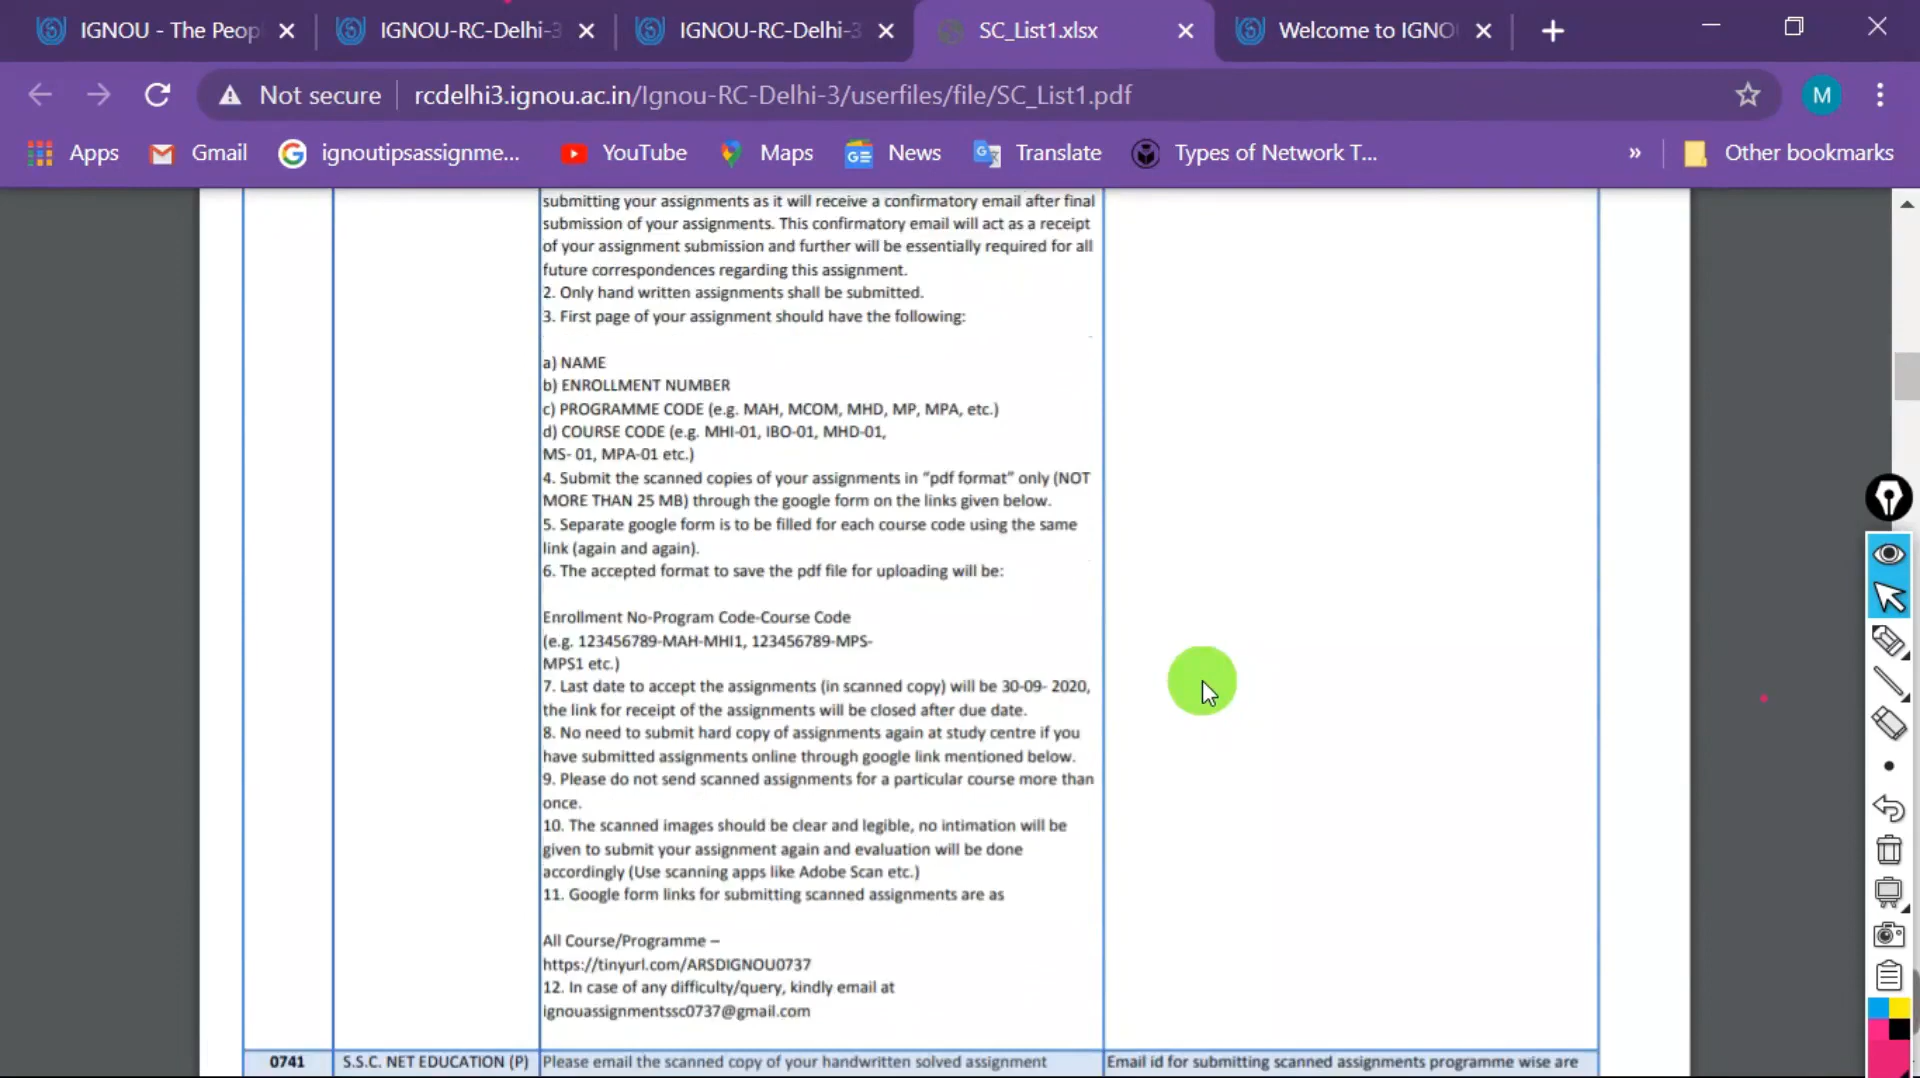 IGNOU - The Peop
IGNOU-RC-Delhi-3
IGNOU-RC-Delhi-3
SC_List1.xlsx
Welcome to IGNO
Not secure
rcdelhi3.ignou.ac.in/Ignou-RC-Delhi-3/userfiles/file/SC_List1.pdf
M
Apps
Gmail
ignoutipsassignme...
YouTube
Maps
News
Translate
Types of Network T...
»
Other bookmarks
submitting your assignments as it will receive a confirmatory email after final
submission of your assignments. This confirmatory email will act as a receipt
of your assignment submission and further will be essentially required for all
future correspondences regarding this assignment.
2. Only hand written assignments shall be submitted.
3. First page of your assignment should have the following:
a) NAME
b) ENROLLMENT NUMBER
c) PROGRAMME CODE (e.g. MAH, MCOM, MHD, MP, MPA, etc.)
d) COURSE CODE (e.g. MHI-01, IBO-01, MHD-01,
MS- 01, MPA-01 etc.)
4. Submit the scanned copies of your assignments in “pdf format” only (NOT
MORE THAN 25 MB) through the google form on the links given below.
5. Separate google form is to be filled for each course code using the same
link (again and again).
6. The accepted format to save the pdf file for uploading will be:
Enrollment No-Program Code-Course Code
(e.g. 123456789-MAH-MHI1, 123456789-MPS-
MPS1 etc.)
7. Last date to accept the assignments (in scanned copy) will be 30-09- 2020,
the link for receipt of the assignments will be closed after due date.
8. No need to submit hard copy of assignments again at study centre if you
have submitted assignments online through google link mentioned below.
9. Please do not send scanned assignments for a particular course more than
once.
10. The scanned images should be clear and legible, no intimation will be
given to submit your assignment again and evaluation will be done
accordingly (Use scanning apps like Adobe Scan etc.)
11. Google form links for submitting scanned assignments are as
All Course/Programme –
https://tinyurl.com/ARSDIGNOU0737
12. In case of any difficulty/query, kindly email at
ignouassignmentssc0737@gmail.com
0741
S.S.C. NET EDUCATION (P)
Please email the scanned copy of your handwritten solved assignment
Email id for submitting scanned assignments programme wise are